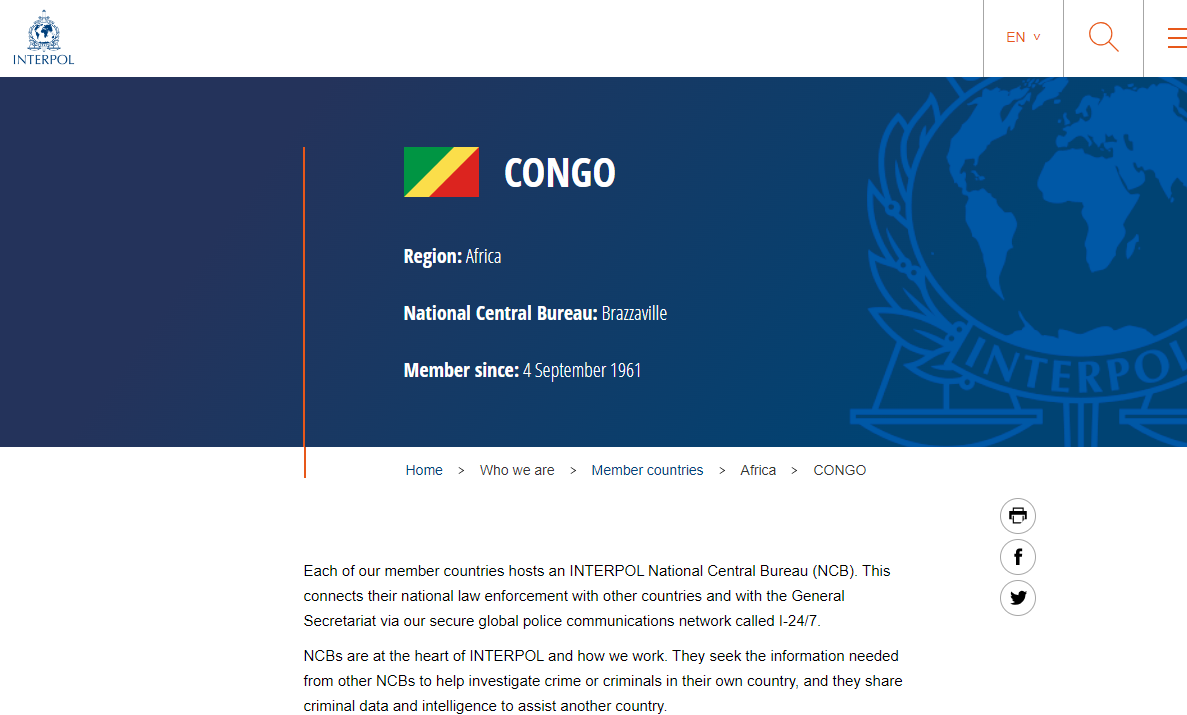 INTERPOL
EN v
CONGO
Region: Africa
National Central Bureau: Brazzaville
Member since: 4 September 1961
INTERPOL
Home > Who we are > Member countries > Africa > CONGO
Each of our member countries hosts an INTERPOL National Central Bureau (NCB). This
connects their national law enforcement with other countries and with the General
Secretariat via our secure global police communications network called I-24/7.
NCBs are at the heart of INTERPOL and how we work. They seek the information needed
from other NCBs to help investigate crime or criminals in their own country, and they share
criminal data and intelligence to assist another country.